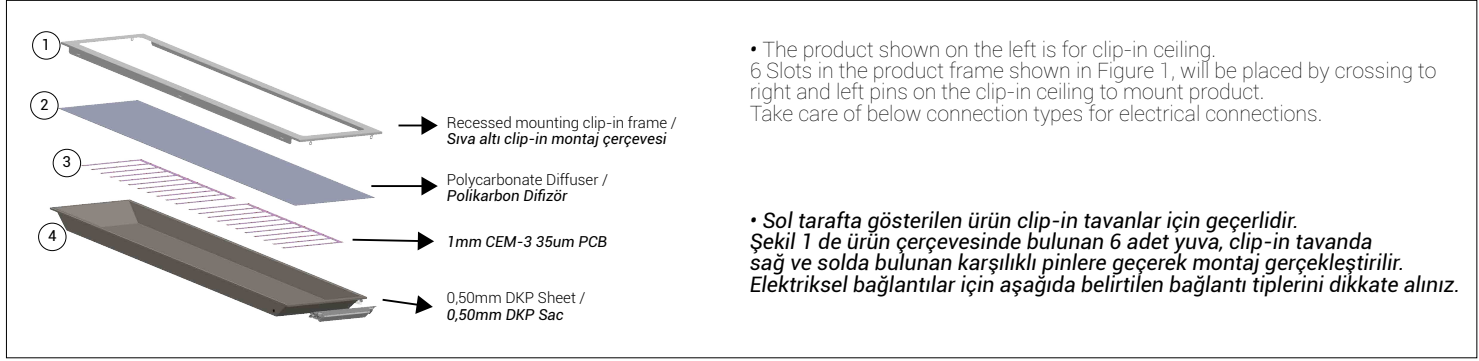 1
2
3
4
Recessed mounting clip-in frame /
Sıva altı clip-in montaj çerçevesi
Polycarbonate Diffuser /
Polikarbon Difizör
1mm CEM-3 35um PCB
0,50mm DKP Sheet /
0,50mm DKP Sac
• The product shown on the left is for clip-in ceiling.
6 Slots in the product frame shown in Figure 1, will be placed by crossing to
right and left pins on the clip-in ceiling to mount product.
Take care of below connection types for electrical connections.
• Sol tarafta gösterilen ürün clip-in tavanlar için geçerlidir.
Şekil 1 de ürün çerçevesinde bulunan 6 adet yuva, clip-in tavanda
sağ ve solda bulunan karşılıklı pinlere geçerek montaj gerçekleştirilir.
Elektriksel bağlantılar için aşağıda belirtilen bağlantı tiplerini dikkate alınız.